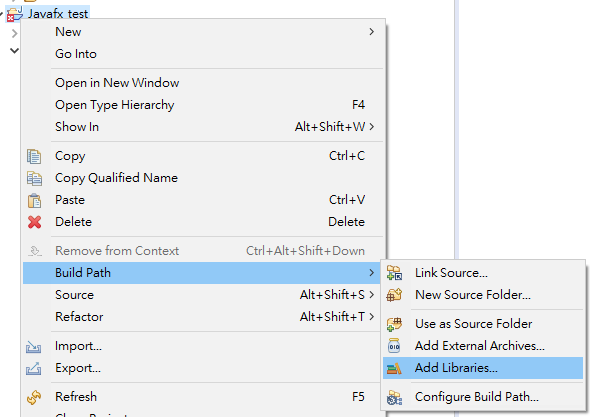 Javafx_test
New
Go Into
Open in New Window
Open Type Hierarchy F4
Show In Alt+Shift+W
Copy Ctrl+C
Copy Qualified Name
Paste Ctrl+V
Delete Delete
Remove from Context Ctrl+Alt+Shift+Down
Build Path
Source Alt+Shift+S
Refactor Alt+Shift+T
Import...
Export...
Refresh F5
Link Source...
New Source Folder...
Use as Source Folder
Add External Archives...
Add Libraries...
Configure Build Path...